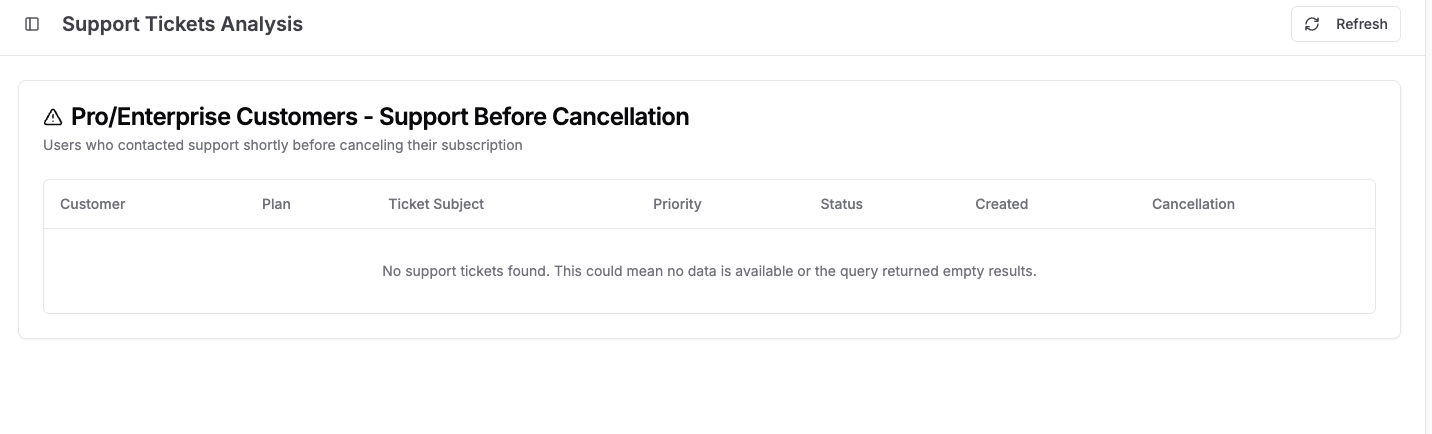 Support Tickets Analysis
Refresh
Pro/Enterprise Customers - Support Before Cancellation
Users who contacted support shortly before canceling their subscription
Customer Plan Ticket Subject Priority Status Created Cancellation
No support tickets found. This could mean no data is available or the query returned empty results.